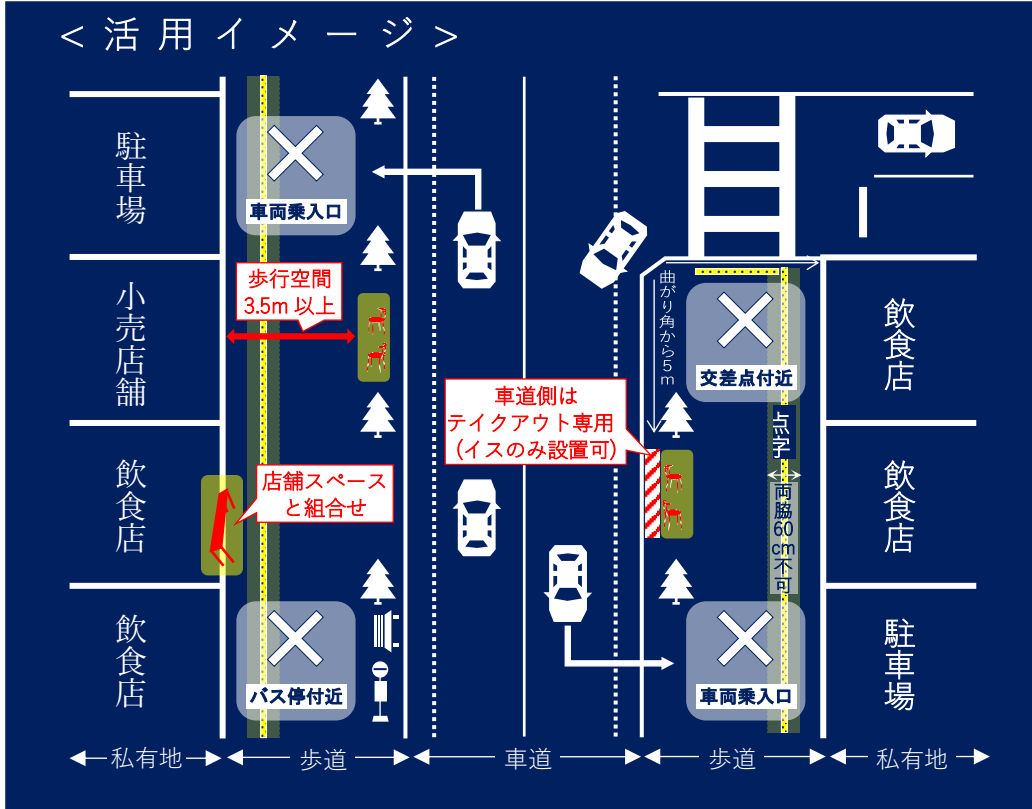 <活用イメージ>
駐車場
車両乗入口
小売店舗
歩行空間
3.5m 以上
飲食店
店舗スペース
と組合せ
飲食店
バス停付近
車道側は
テイクアウト専用
(イスのみ設置可)
曲がり角から5m
交差点付近
飲食店
点字
両脇60cm不可
飲食店
車両乗入口
駐車場
私有地
歩道
車道
歩道
私有地